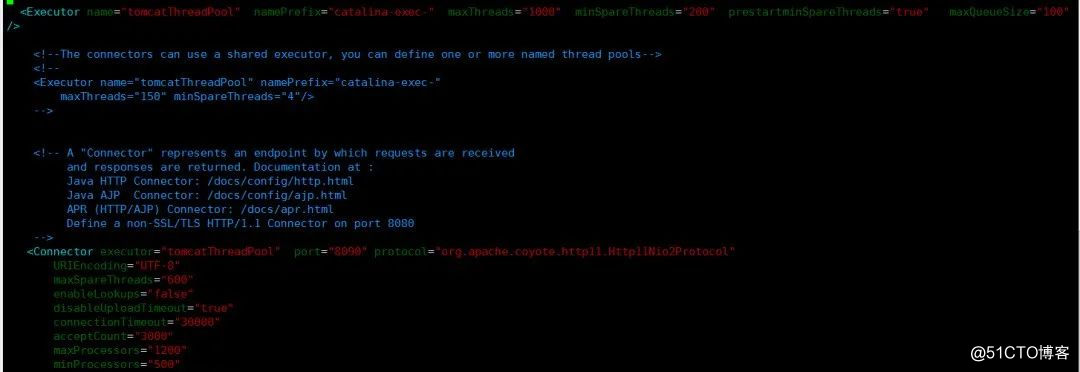 <Executor name="tomcatThreadPool"  namePrefix="catalina-exec-"  maxThreads="1000"  minSpareThreads="200"  prestartminSpareThreads="true"   maxQueueSize="100"
/>
<!--The connectors can use a shared executor, you can define one or more named thread pools-->
<!--
<Executor name="tomcatThreadPool" namePrefix="catalina-exec-"
maxThreads="150" minSpareThreads="4"/>
-->
<!-- A "Connector" represents an endpoint by which requests are received
and responses are returned. Documentation at :
Java HTTP Connector: /docs/config/http.html
Java AJP  Connector: /docs/config/ajp.html
APR (HTTP/AJP) Connector: /docs/apr.html
Define a non-SSL/TLS HTTP/1.1 Connector on port 8080
-->
<Connector executor="tomcatThreadPool"  port="8090" protocol="org.apache.coyote.http11.Http11Nio2Protocol"
URIEncoding="UTF-8"
maxSpareThreads="600"
enableLookups="false"
disableUploadTimeout="true"
connectionTimeout="30000"
acceptCount="3000"
maxProcessors="1200"
minProcessors="500"
@51CTO博客